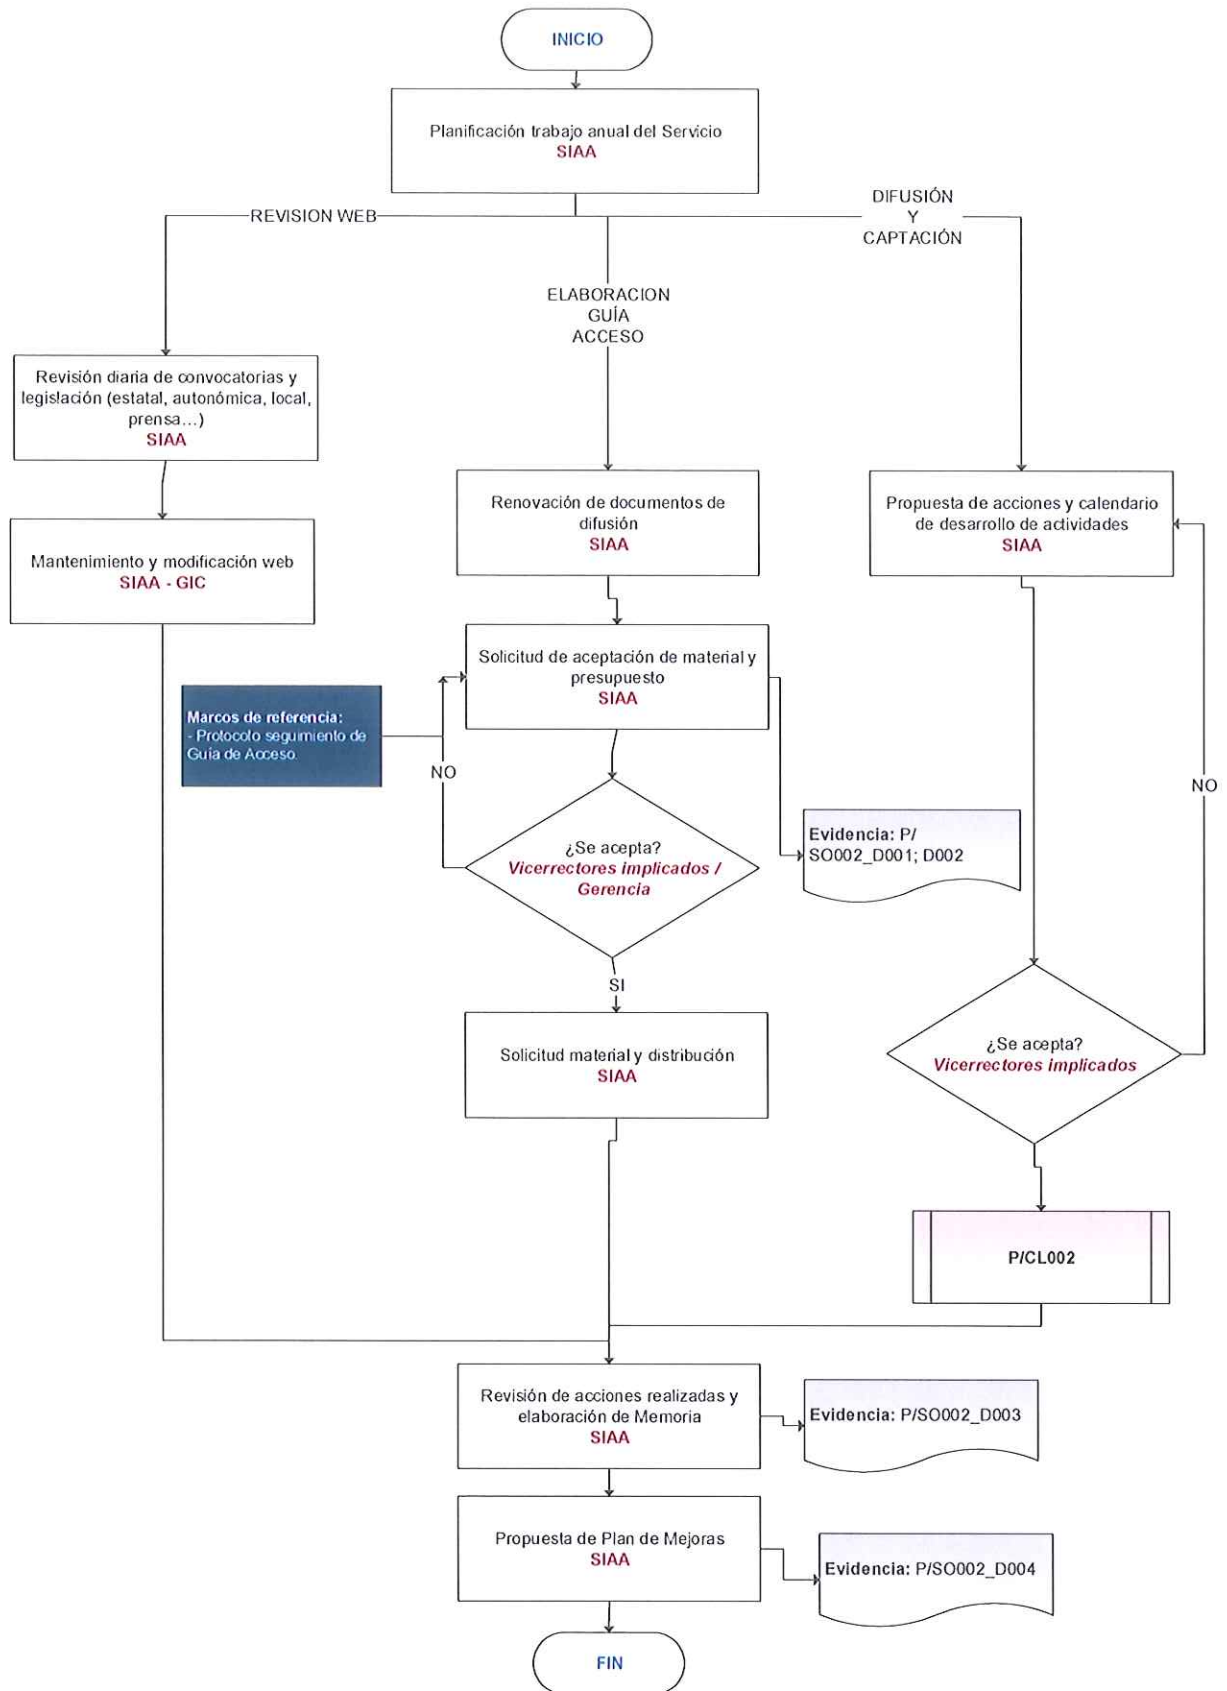 INICIO
Planificación trabajo anual del Servicio
SIAA
REVISION WEB
DIFUSIÓN
Y
CAPTACIÓN
ELABORACION
GUÍA
ACCESO
Revisión diaria de convocatorias y
legislación (estatal, autonómica, local,
prensa...)
SIAA
Renovación de documentos de
difusión
SIAA
Propuesta de acciones y calendario
de desarrollo de actividades
SIAA
Mantenimiento y modificación web
SIAA - GIC
Solicitud de aceptación de material y
presupuesto
SIAA
Marcos de referencia:
- Protocolo seguimiento de
Guía de Acceso.
NO
NO
Evidencia: P/
SO002_D001; D002
¿Se acepta?
Vicerrectores implicados /
Gerencia
SI
Solicitud material y distribución
SIAA
¿Se acepta?
Vicerrectores implicados
P/CL002
Revisión de acciones realizadas y
elaboración de Memoria
SIAA
Evidencia: P/SO002_D003
Propuesta de Plan de Mejoras
SIAA
Evidencia: P/SO002_D004
FIN